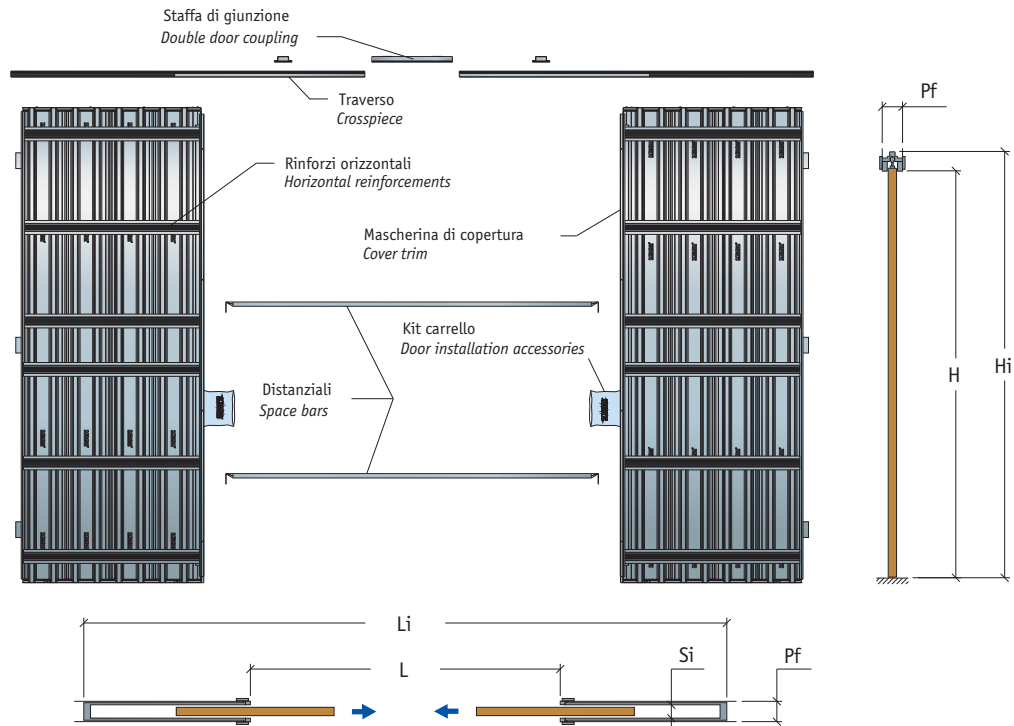 Staffa di giunzione
Double door coupling
Traverso
Crosspiece
Rinforzi orizzontali
Horizontal reinforcements
Mascherina di copertura
Cover trim
Kit carrello
Door installation accessories
Distanziali
Space bars
Pf
H
Hi
Li
L
Si
Pf